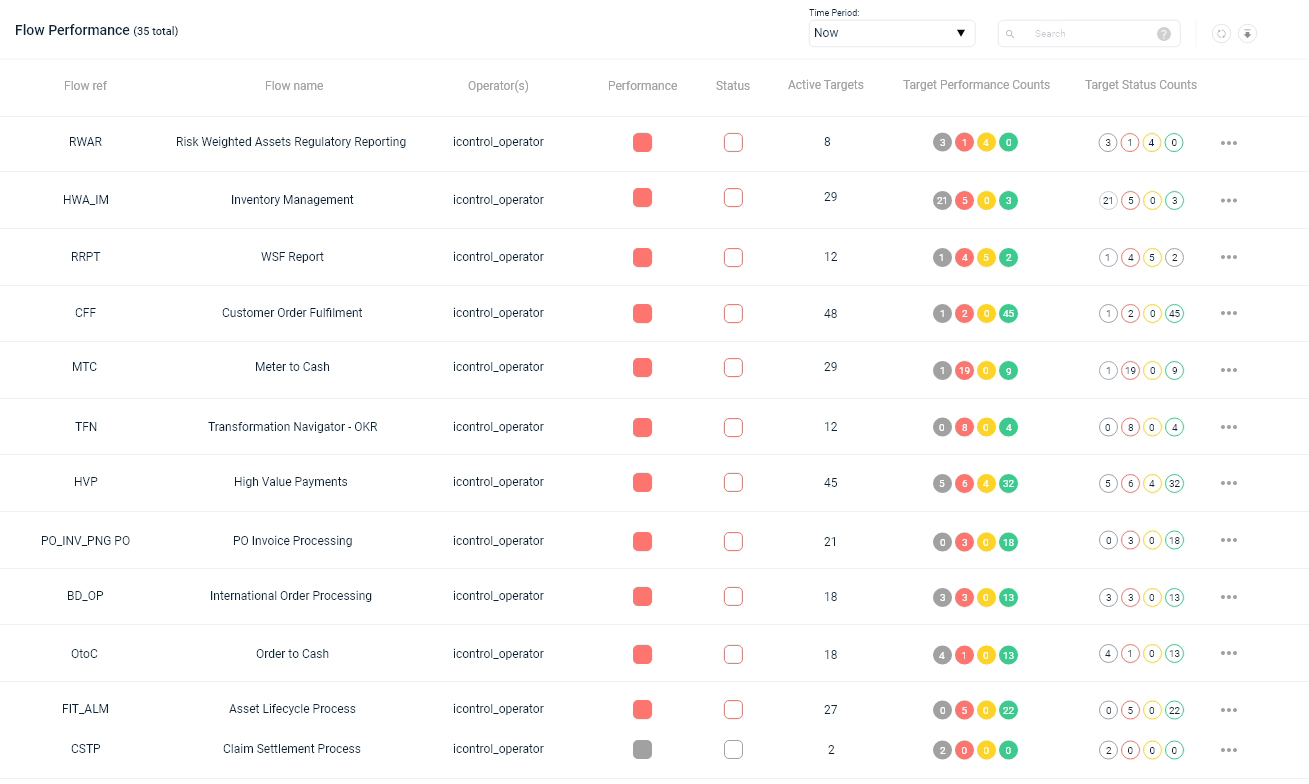 Time Period:
Flow Performance (35 total)
Now
Search
?
Flow ref Flow name Operator(s) Performance Status Active Targets Target Performance Counts Target Status Counts
RWAR Risk Weighted Assets Regulatory Reporting icontrol_operator 8 3 1 4 0 3 1 4 0
HWA_IM Inventory Management icontrol_operator 29 21 5 0 3 21 5 0 3
RRPT WSF Report icontrol_operator 12 1 4 5 2 1 4 5 2
CFF Customer Order Fulfilment icontrol_operator 48 1 2 0 45 1 2 0 45
MTC Meter to Cash icontrol_operator 29 1 19 0 9 1 19 0 9
TFN Transformation Navigator - OKR icontrol_operator 12 0 8 0 4 0 8 0 4
HVP High Value Payments icontrol_operator 45 5 6 4 32 5 6 4 32
PO_INV_PNG PO PO Invoice Processing icontrol_operator 21 0 3 0 18 0 3 0 18
BD_OP International Order Processing icontrol_operator 18 3 3 0 13 3 3 0 13
OtoC Order to Cash icontrol_operator 18 4 1 0 13 4 1 0 13
FIT_ALM Asset Lifecycle Process icontrol_operator 27 0 5 0 22 0 5 0 22
CSTP Claim Settlement Process icontrol_operator 2 2 0 0 0 2 0 0 0